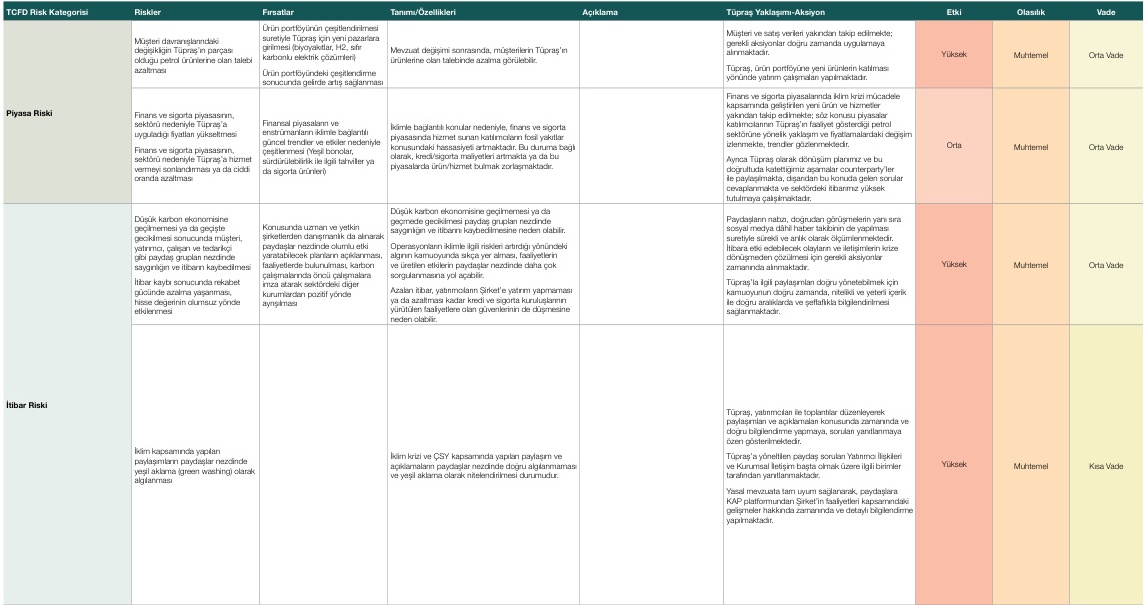 TCFD Risk Kategorisi
Riskler
Fırsatlar
Tanımı/Özellikleri
Açıklama
Tüpraş Yaklaşımı-Aksiyon
Etki
Olasılık
Vade
Piyasa Riski
Müşteri davranışlarındaki
değişikliğin Tüpraş'ın parçası
olduğu petrol ürünlerine olan talebi
azaltması
Ürün portföyünün çeşitlendirilmesi
suretiyle Tüpraş için yeni pazarlara
girilmesi (biyoyakıtlar, H2, sıfır
karbonlu elektrik çözümleri)
Ürün portföyündeki çeşitlendirme
sonucunda gelirde artış sağlanması
Mevzuat değişimi sonrasında, müşterilerin Tüpraş'ın
ürünlerine olan talebinde azalma görülebilir.
Müşteri ve satış verileri yakından takip edilmekte;
gerekli aksiyonlar doğru zamanda uygulamaya
alınmaktadır.
Tüpraş, ürün portföyüne yeni ürünlerin katılması
yönünde yatırım çalışmaları yapılmaktadır.
Yüksek
Muhtemel
Orta Vade
Finans ve sigorta piyasasının,
sektörü nedeniyle Tüpraş'a
uyguladığı fiyatları yükseltmesi
Finans ve sigorta piyasasının,
sektörü nedeniyle Tüpraş'a hizmet
vermeyi sonlandırması ya da ciddi
oranda azaltması
Finansal piyasaların ve
enstrümanların iklimle bağlantılı
güncel trendler ve etkiler nedeniyle
çeşitlenmesi (Yeşil bonolar,
sürdürülebilirlik ile ilgili tahviller ya
da sigorta ürünleri)
İklimle bağlantılı konular nedeniyle, finans ve sigorta
piyasasında hizmet sunan katılımcıların fosil yakıtlar
konusundaki hassasiyeti artmaktadır. Bu duruma bağlı
olarak, kredi/sigorta maliyetleri artmakta ya da bu
piyasalarda ürün/hizmet bulmak zorlaşmaktadır.
Finans ve sigorta piyasalarında iklim krizi mücadele
kapsamında geliştirilen yeni ürün ve hizmetler
yakından takip edilmekte; söz konusu piyasalar
katılımcılarının Tüpraş'ın faaliyet gösterdiği petrol
sektörüne yönelik yaklaşım ve fiyatlamalardaki değişim
izlenmekte, trendler gözlenmektedir.
Ayrıca Tüpraş olarak dönüşüm planımız ve bu
doğrultuda katettiğimiz aşamalar counterparty'ler
ile paylaşılmakta, dışarıdan bu konuda gelen sorular
cevaplanmakta ve sektördeki itibarımız yüksek
tutulmaya çalışılmaktadır.
Orta
Muhtemel
Orta Vade
İtibar Riski
Düşük karbon ekonomisine
geçilmemesi ya da geçişte
gecikilmesi sonucunda müşteri,
yatırımcı, çalışan ve tedarikçi
gibi paydaş grupları nezdinde
saygınlığın ve itibarın kaybedilmesi
İtibar kaybı sonucunda rekabet
gücünde azalma yaşanması,
hisse değerinin olumsuz yönde
etkilenmesi
Konusunda uzman ve yetkin
şirketlerden danışmanlık da alınarak
paydaşlar nezdinde olumlu etki
yaratabilecek planların açıklanması,
faaliyetlerde bulunulması, karbon
çalışmalarında öncü çalışmalara
imza atarak sektördeki diğer
kurumlardan pozitif yönde
ayrışılması
Düşük karbon ekonomisine geçilmemesi ya da
geçmede gecikilmesi paydaş grupları nezdinde
saygınlığın ve itibarını kaybedilmesine neden olabilir.
Operasyonların iklimle ilgili riskleri artırdığı yönündeki
algının kamuoyunda sıkça yer alması, faaliyetlerin
ve üretilen etkilerin paydaşlar nezdinde daha çok
sorgulanmasına yol açabilir.
Azalan itibar, yatırımcıların Şirket'e yatırım yapmaması
ya da azaltması kadar kredi ve sigorta kuruluşlarının
yürütülen faaliyetlere olan güvenlerinin de düşmesine
neden olabilir.
Paydaşların nabzı, doğrudan görüşmelerin yanı sıra
sosyal medya dâhil haber takibinin de yapılması
suretiyle sürekli ve anlık olarak ölçümlenmektedir.
İtibara etki edebilecek olayların ve iletişimlerin krize
dönüşmeden çözülmesi için gerekli aksiyonlar
zamanında alınmaktadır.
Tüpraş'la ilgili paylaşımları doğru yönetebilmek için
kamuoyunun doğru zamanda, nitelikli ve yeterli içerik
ile doğru aralıklarla ve şeffaflıkla bilgilendirilmesi
sağlanmaktadır.
Yüksek
Muhtemel
Orta Vade
İklim kapsamında yapılan
paylaşımların paydaşlar nezdinde
yeşil aklama (green washing) olarak
algılanması
İklim krizi ve ÇSY kapsamında yapılan paylaşım ve
açıklamaların paydaşlar nezdinde doğru algılanmaması
ve yeşil aklama olarak nitelendirilmesi durumudur.
Tüpraş, yatırımcıları ile toplantılar düzenleyerek
paylaşımları ve açıklamaları konusunda zamanında ve
doğru bilgilendirme yapmaya, soruları yanıtlamaya
özen gösterilmektedir.
Tüpraş'a yöneltilen paydaş soruları Yatırımcı İlişkileri
ve Kurumsal İletişim başta olmak üzere ilgili birimler
tarafından yanıtlanmaktadır.
Yasal mevzuata tam uyum sağlanarak, paydaşlara
KAP platformundan Şirket'in faaliyetleri kapsamındaki
gelişmeler hakkında zamanında ve detaylı bilgilendirme
yapılmaktadır.
Yüksek
Muhtemel
Kısa Vade